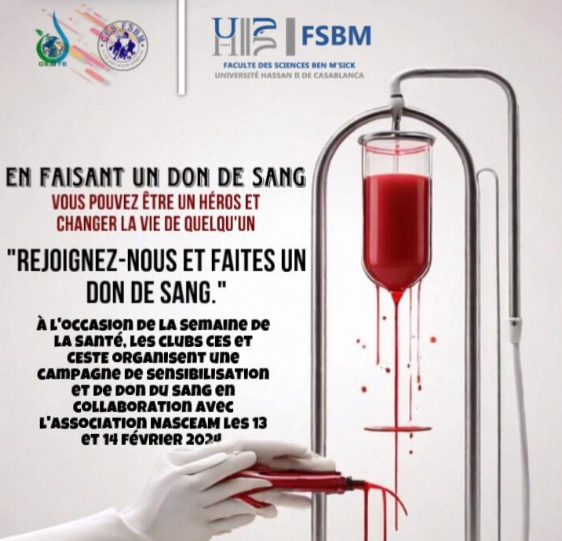 CESTE
CES FSBM
FSBM
FACULTE DES SCIENCES BEN M'SICK
UNIVERSITÉ HASSAN II DE CASABLANCA
EN FAISANT UN DON DE SANG
VOUS POUVEZ ÊTRE UN HÉROS ET
CHANGER LA VIE DE QUELQU'UN
"REJOIGNEZ-NOUS ET FAITES UN
DON DE SANG."
À L'OCCASION DE LA SEMAINE DE
LA SANTÉ, LES CLUBS CES ET
CESTE ORGANISENT UNE
CAMPAGNE DE SENSIBILISATION
ET DE DON DU SANG EN
COLLABORATION AVEC
L'ASSOCIATION NASCEAM LES 13
ET 14 FÉVRIER 2024